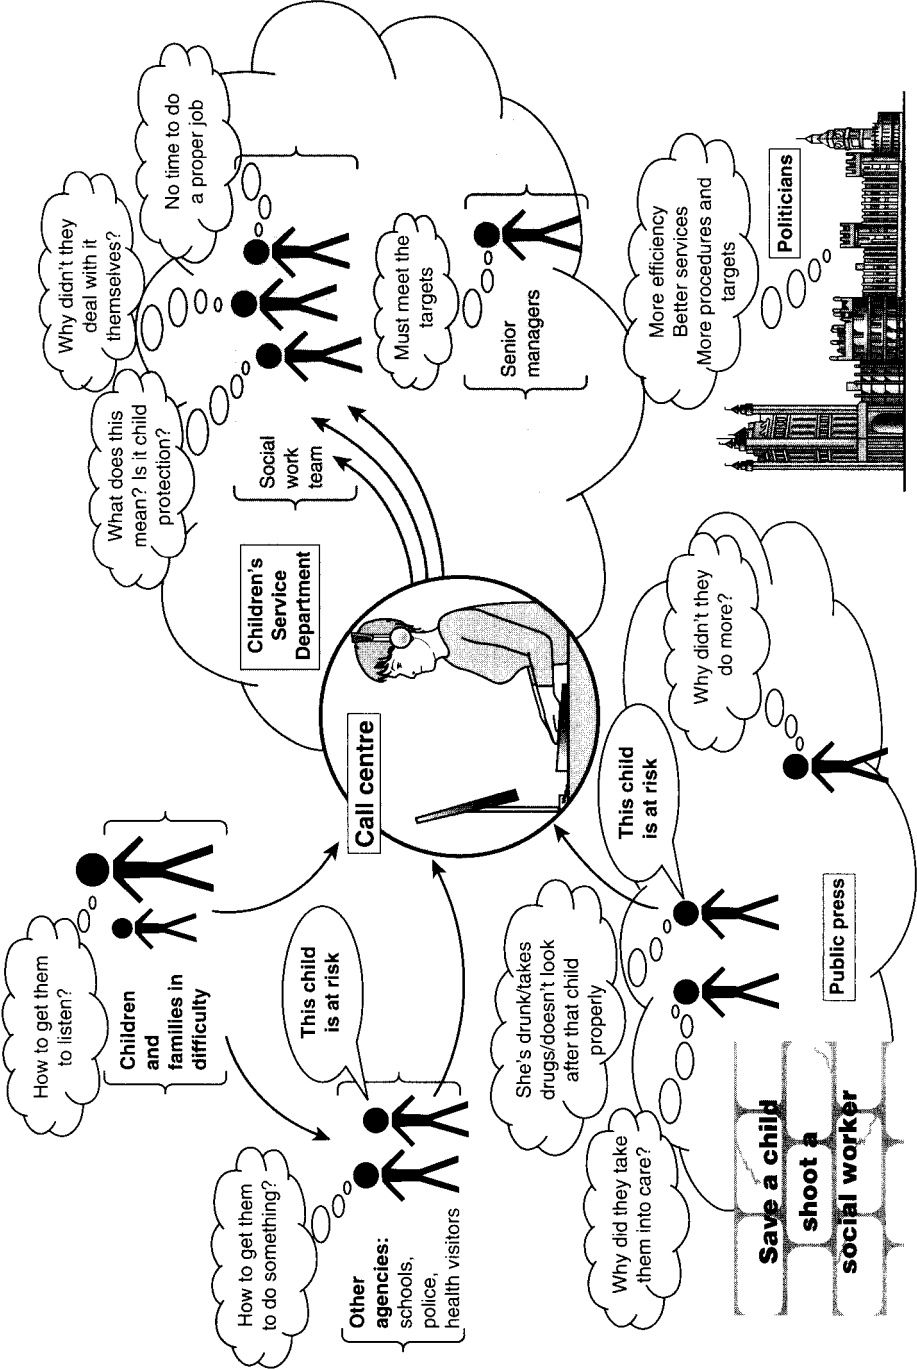 How to get them
to listen?
Children
and
families in
difficulty
How to get them
to do something?
This child
is at risk
Other
agencies:
schools,
police,
health visitors
Call centre
Children's
Service
Department
What does this
mean? Is it child
protection?
Why didn't they
deal with it
themselves?
No time to do
a proper job
Social
work
team
Must meet the
targets
Senior
managers
More efficiency
Better services
More procedures and
targets
Politicians
Why did they take
them into care?
She's drunk/takes
drugs/doesn't look
after that child
properly
This child
is at risk
Why didn't they
do more?
Public press
Save a child
shoot a
social worker